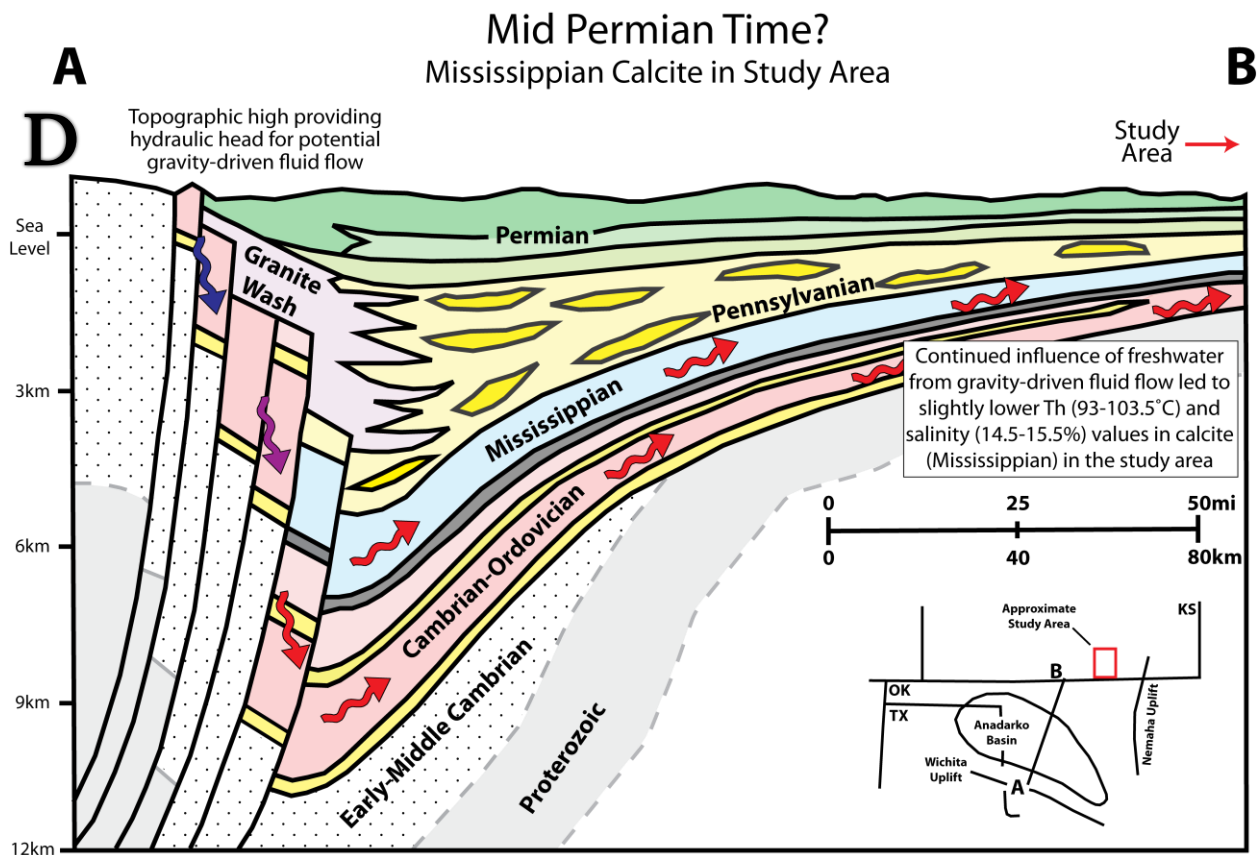 Mid Permian Time?
Mississippian Calcite in Study Area
A
B
D
Topographic high providing
hydraulic head for potential
gravity-driven fluid flow
Study
Area
Sea
Level
3km
6km
9km
12km
Granite
Wash
Permian
Pennsylvanian
Mississippian
Cambrian-Ordovician
Early-Middle Cambrian
Proterozoic
Continued influence of freshwater
from gravity-driven fluid flow led to
slightly lower Th (93-103.5˚C) and
salinity (14.5-15.5%) values in calcite
(Mississippian) in the study area
0 25 50mi
0 40 80km
Approximate
Study Area
KS
B
OK
TX
Anadarko
Basin
Nemaha Uplift
Wichita
Uplift
A